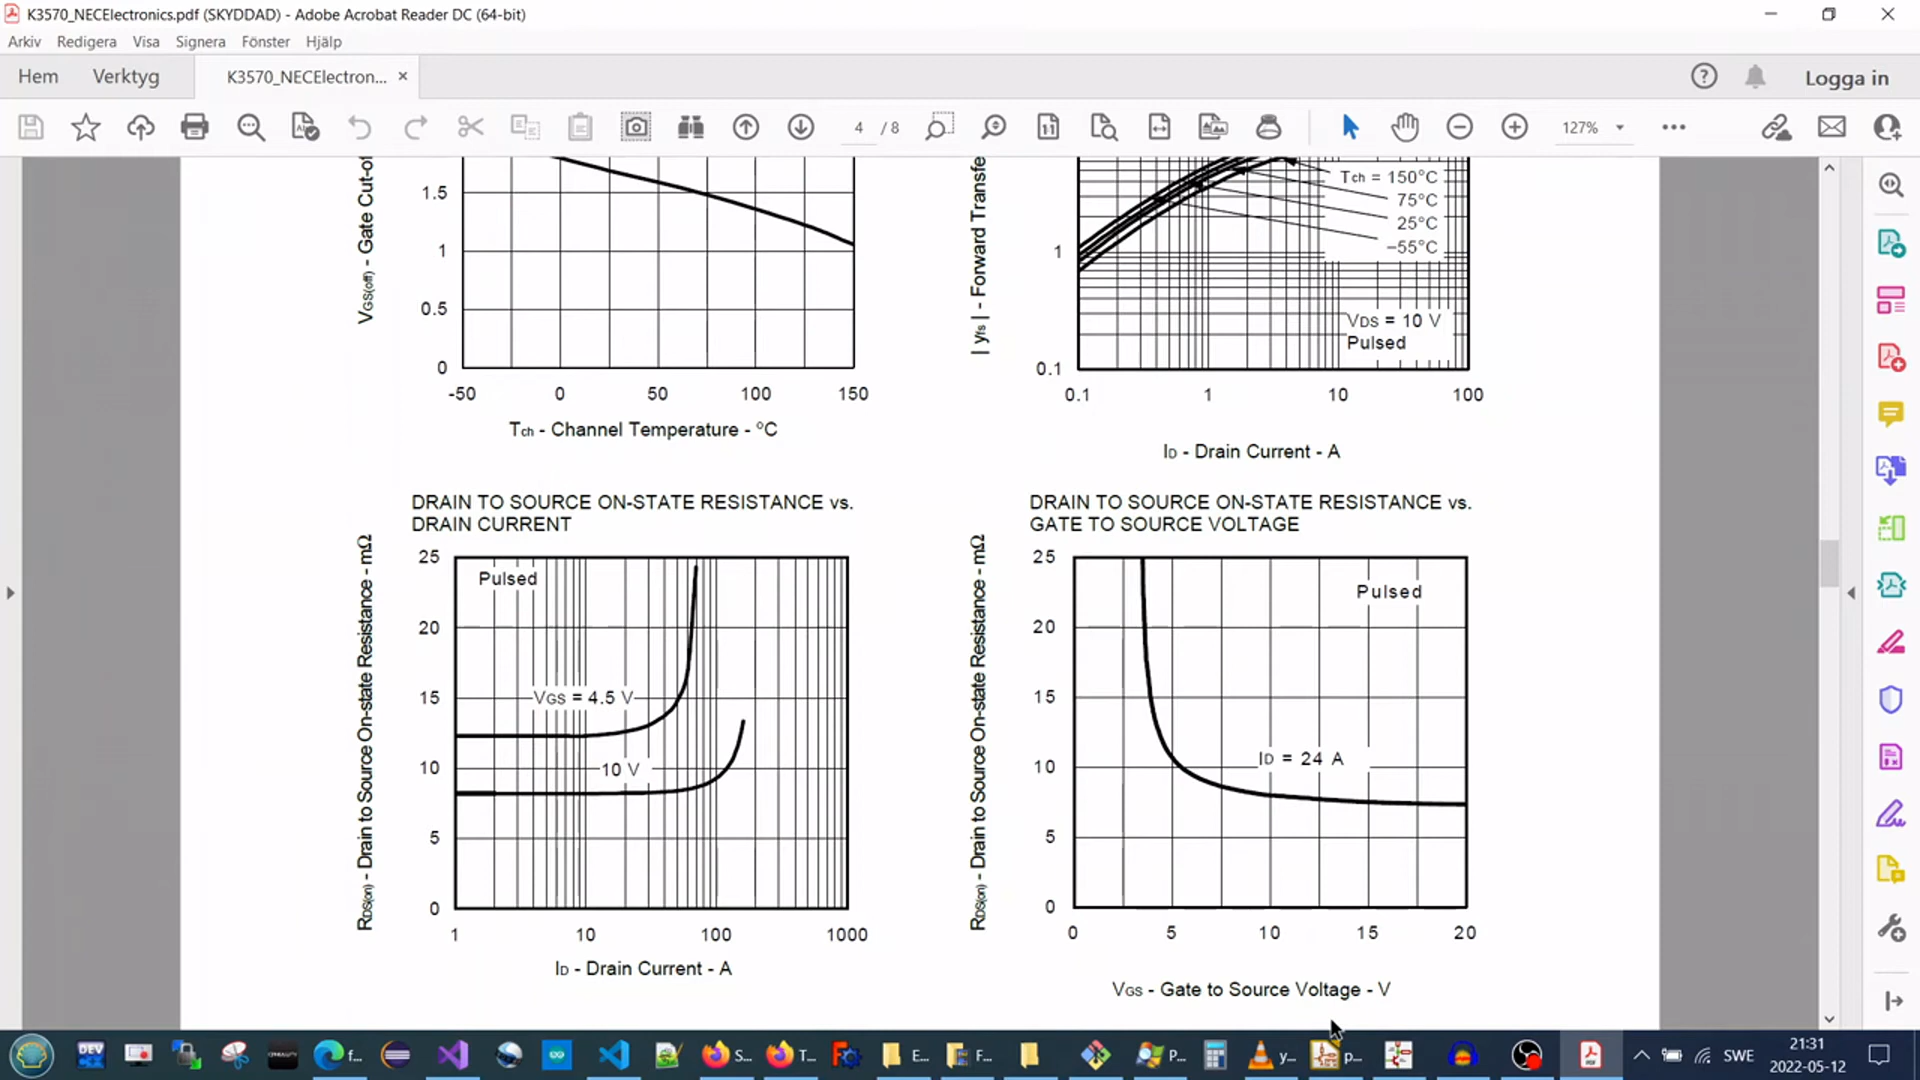 K3570_NECElectronics.pdf (SKYDDAD) - Adobe Acrobat Reader DC (64-bit)
Arkiv Redigera Visa Signera Fönster Hjälp
Hem Verktyg K3570_NECElectron... × Logga in
4 / 8 127%
VGS(off) - Gate Cut-of
1.5
1
0.5
0
-50 0 50 100 150
Tch - Channel Temperature - °C
| yfs | - Forward Transfe
1
0.1
Tch = 150°C
75°C
25°C
−55°C
VDS = 10 V
Pulsed
0.1 1 10 100
ID - Drain Current - A
DRAIN TO SOURCE ON-STATE RESISTANCE vs.
DRAIN CURRENT
RDS(on) - Drain to Source On-state Resistance - mΩ
25
20
15
10
5
0
Pulsed
VGS = 4.5 V
10 V
1 10 100 1000
ID - Drain Current - A
DRAIN TO SOURCE ON-STATE RESISTANCE vs.
GATE TO SOURCE VOLTAGE
RDS(on) - Drain to Source On-state Resistance - mΩ
25
20
15
10
5
0
Pulsed
ID = 24 A
0 5 10 15 20
VGS - Gate to Source Voltage - V
DEV f... S... T... E... F... P... y... p... SWE
21:31
2022-05-12